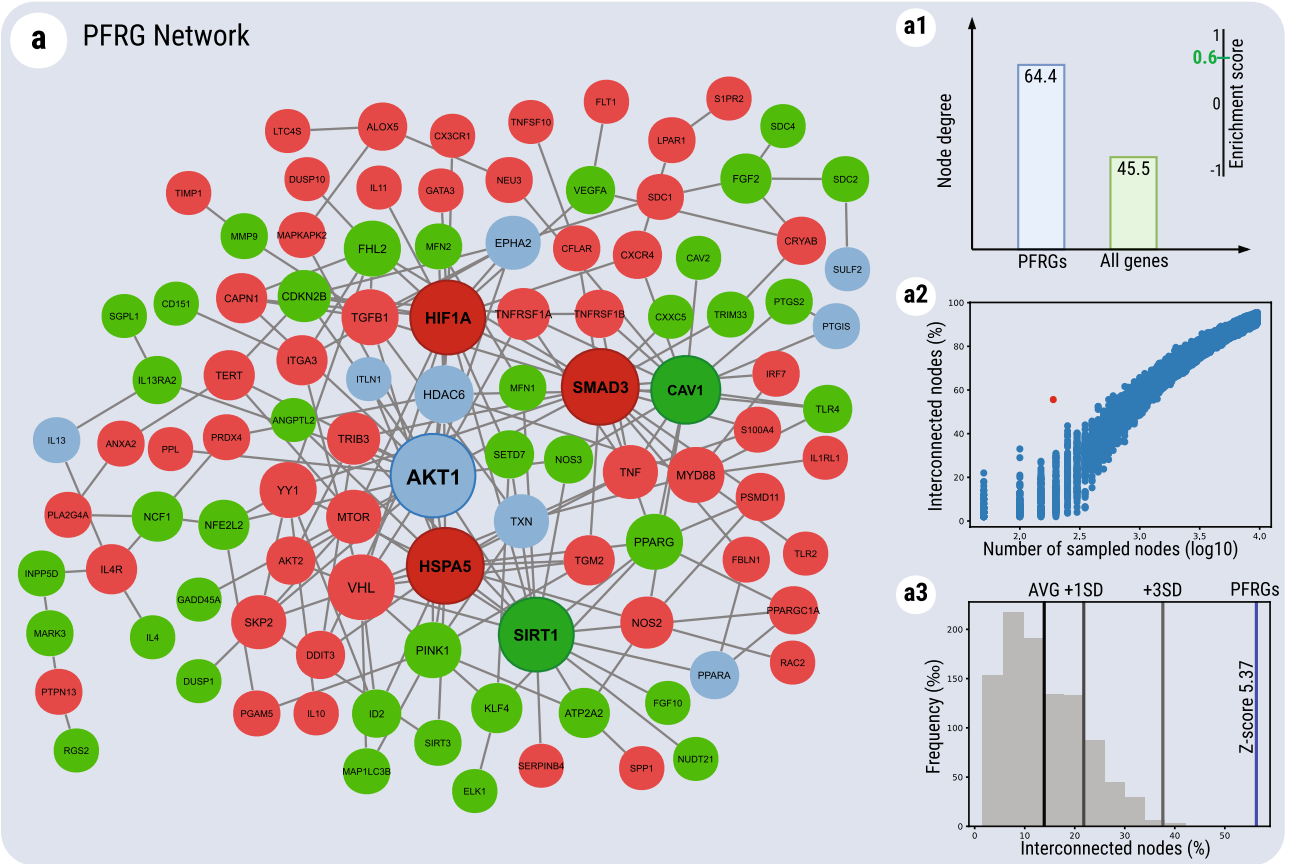 a
PFRG Network
LTC4S
ALOX5
CX3CR1
TNFSF10
FLT1
S1PR2
LPAR1
SDC4
TIMP1
DUSP10
IL11
GATA3
NEU3
VEGFA
SDC1
FGF2
SDC2
MMP9
MAPKAPK2
FHL2
MFN2
EPHA2
CFLAR
CXCR4
CAV2
CRYAB
SULF2
SGPL1
CD151
CAPN1
CDKN2B
TGFB1
HIF1A
TNFRSF1A
TNFRSF1B
CXXC5
TRIM33
PTGS2
PTGIS
IL13RA2
TERT
ITGA3
ITLN1
HDAC6
MFN1
SMAD3
CAV1
IRF7
TLR4
IL13
ANXA2
PPL
PRDX4
ANGPTL2
TRIB3
AKT1
SETD7
NOS3
TNF
MYD88
S100A4
IL1RL1
PLA2G4A
NCF1
NFE2L2
YY1
MTOR
TXN
PPARG
PSMD11
INPP5D
IL4R
AKT2
VHL
HSPA5
TGM2
FBLN1
TLR2
GADD45A
MARK3
IL4
SKP2
DDIT3
PINK1
SIRT1
NOS2
PPARGC1A
RAC2
PPARA
PTPN13
DUSP1
PGAM5
IL10
ID2
KLF4
ATP2A2
FGF10
RGS2
SIRT3
MAP1LC3B
ELK1
SERPINB4
SPP1
NUDT21
a1
Node degree
64.4
45.5
PFRGs
All genes
1
0.6
0
-1
Enrichment score
a2
Interconnected nodes (%)
100
80
60
40
20
0
2,0
2,5
3,0
3,5
4,0
Number of sampled nodes (log10)
a3
AVG +1SD
+3SD
PFRGs
Frequency (‰)
200
150
100
50
0
Z-score 5.37
0
10
20
30
40
50
Interconnected nodes (%)